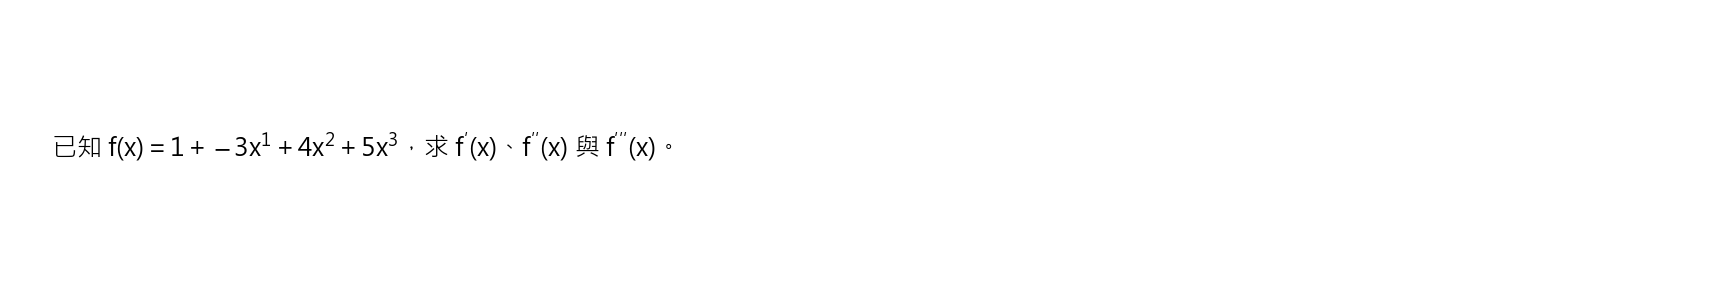 已知 f(x) = 1 + −3x¹ + 4x² + 5x³，求 f′(x)、f′′(x) 與 f′′′(x)。